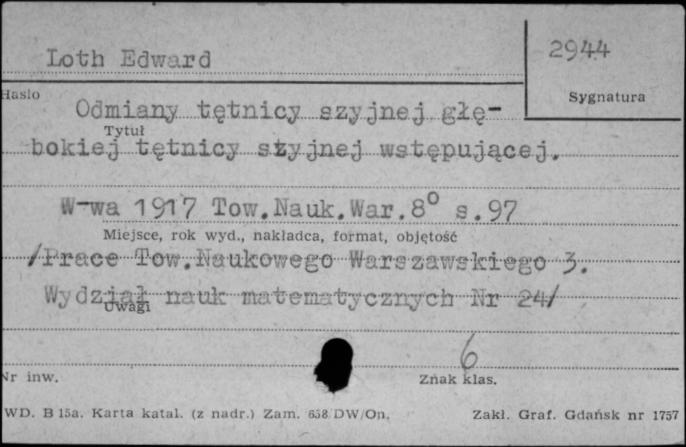 Loth Edward
2944
Hasło
Sygnatura
Odmiany tętnicy szyjnej głę-
Tytuł
bokiej tętnicy szyjnej wstępującej.
W-wa 1917 Tow.Nauk.War.8° s.97
Miejsce, rok wyd., nakładca, format, objętość
/Prace Tow.Naukowego Warszawskiego 3.
Wydział nauk matematycznych Nr 24/
Uwagi
6
Nr inw.
Znak klas.
WD. B 15a. Karta katal. (z nadr.) Zam. 658/DW/On.
Zakł. Graf. Gdańsk nr 1757